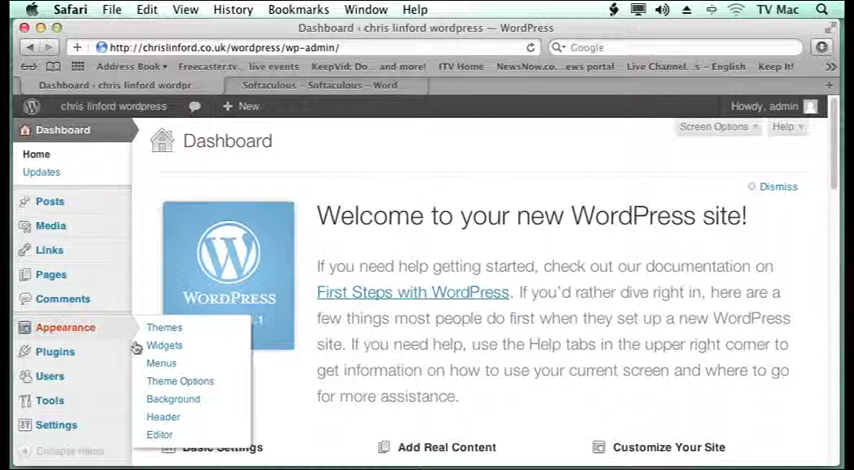 Safari File Edit View History Bookmarks Window Help TV Mac
Dashboard ‹ chris linford wordpress — WordPress
http://chrislinford.co.uk/wordpress/wp-admin/ Google
Address Book Freecaster.tv live events KeepVid: Do... and more! ITV Home NewsNow.co... ews portal Live Channel... s - English Keep It!
Dashboard ‹ chris linford wordpr... Softaculous - Softaculous - Word...
chris linford wordpress + New Howdy, admin
Dashboard
Dashboard
Screen Options Help
Home
Updates
Dismiss
Posts
Media
Links
Pages
Comments
Appearance
Plugins
Users
Tools
Settings
Collapse menu
Themes
Widgets
Menus
Theme Options
Background
Header
Editor
WORDPRESS
.1
Welcome to your new WordPress site!
If you need help getting started, check out our documentation on
First Steps with WordPress. If you'd rather dive right in, here are a
few things most people do first when they set up a new WordPress
site. If you need help, use the Help tabs in the upper right corner to
get information on how to use your current screen and where to go
for more assistance.
Basic Settings Add Real Content Customize Your Site